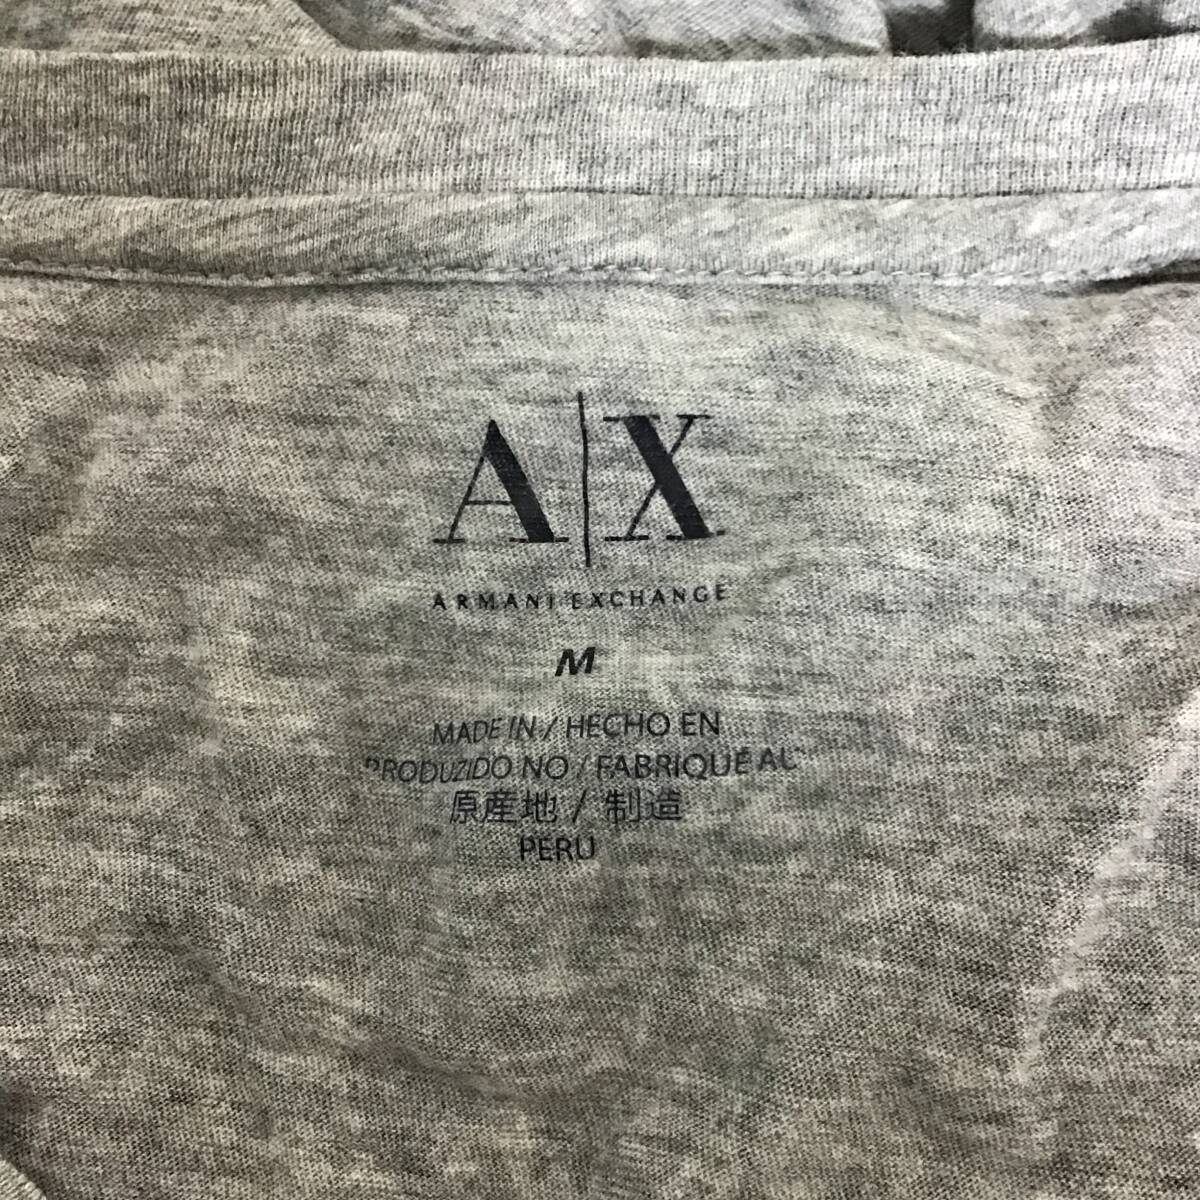 A|X
ARMANI EXCHANGE
M
MADE IN / HECHO EN
PRODUZIDO NO / FABRIQUÉ AU
原産地 / 制造
PERU